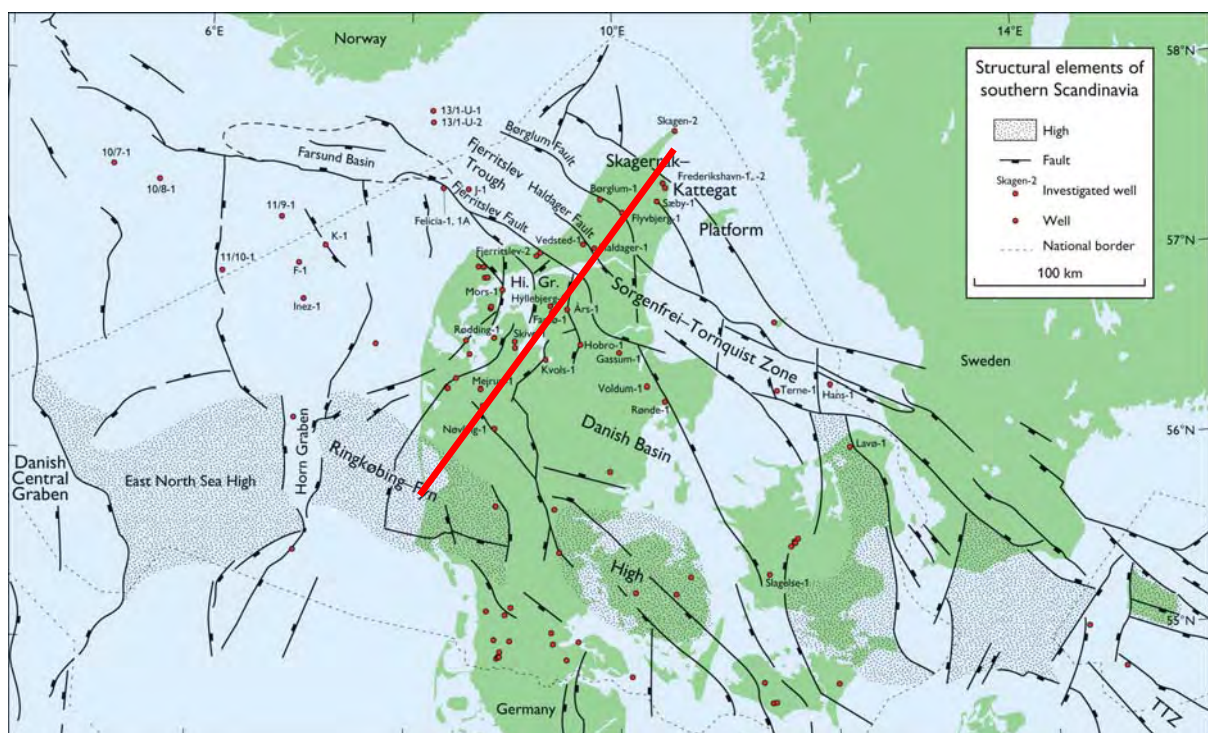 6°E
10°E
14°E
58°N
57°N
56°N
55°N
Norway
Structural elements of
southern Scandinavia
High
Fault
Skagen-2
Investigated well
Well
National border
100 km
13/1-U-1
13/1-U-2
10/7-1
10/8-1
Farsund Basin
Børglum Fault
Fjerritslev
Trough
Haldager Fault
Fjerritslev Fault
Skagen-2
Skagerrak–
Kattegat
Platform
Frederikshavn-1, -2
Sæby-1
Børglum-1
Flyvbjerg-1
J-1
Felicia-1, 1A
11/9-1
K-1
11/10-1
F-1
Inez-1
Vedsted-1
Haldager-1
Fjerritslev-2
Hi. Gr.
Mors-1
Hyllebjerg-
Års-1
Sorgenfrei–Tornquist Zone
Rødding-1
Hobro-1
Gassum-1
Kvols-1
Mejrup-1
Voldum-1
Rønde-1
Terne-1
Hans-1
Sweden
Danish Basin
Lavø-1
Danish
Central
Graben
East North Sea High
Horn Graben
Ringkøbing–Fyn
High
Slagelse-1
Germany
TTZ